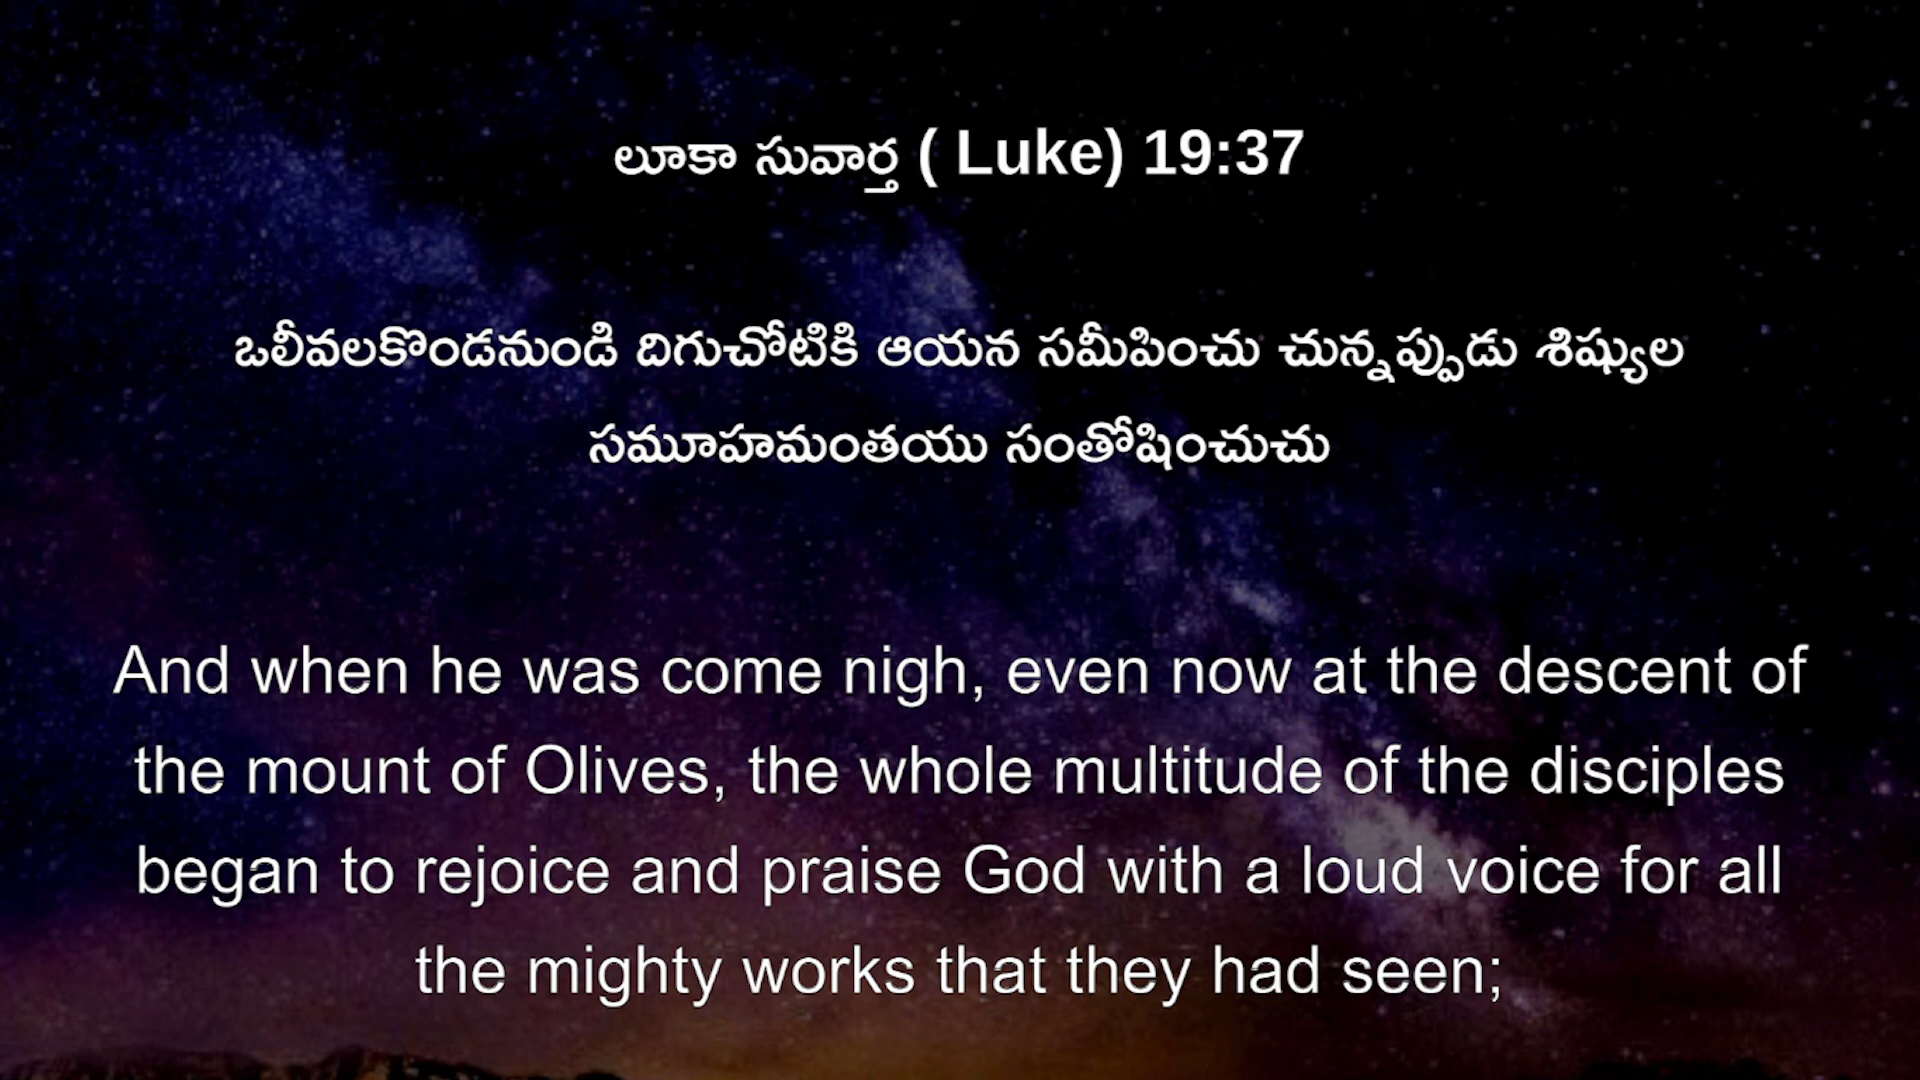 లూకా సువార్త ( Luke) 19:37
ఒలీవలకొండనుండి దిగుచోటికి ఆయన సమీపించు చున్నప్పుడు శిష్యుల
సమూహమంతయు సంతోషించుచు
And when he was come nigh, even now at the descent of
the mount of Olives, the whole multitude of the disciples
began to rejoice and praise God with a loud voice for all
the mighty works that they had seen;